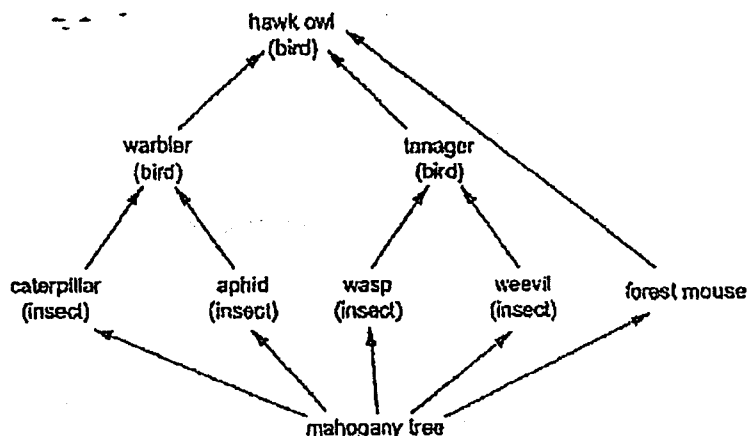 hawk owl
(bird)
warbler
(bird)
tanager
(bird)
caterpillar
(insect)
aphid
(insect)
wasp
(insect)
weevil
(insect)
forest mouse
mahogany tree